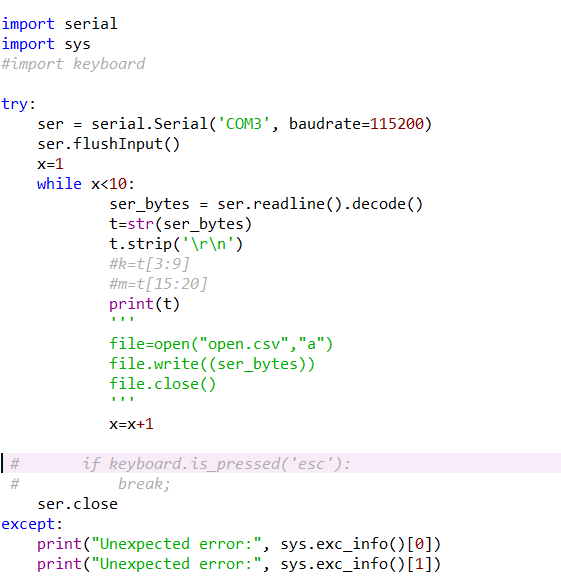 import serial
import sys
#import keyboard

try:
    ser = serial.Serial('COM3', baudrate=115200)
    ser.flushInput()
    x=1
    while x<10:
            ser_bytes = ser.readline().decode()
            t=str(ser_bytes)
            t.strip('\r\n')
            #k=t[3:9]
            #m=t[15:20]
            print(t)
            '''
            file=open("open.csv","a")
            file.write((ser_bytes))
            file.close()
            '''
            x=x+1

 #       if keyboard.is_pressed('esc'):
 #           break;
    ser.close
except:
    print("Unexpected error:", sys.exc_info()[0])
    print("Unexpected error:", sys.exc_info()[1])